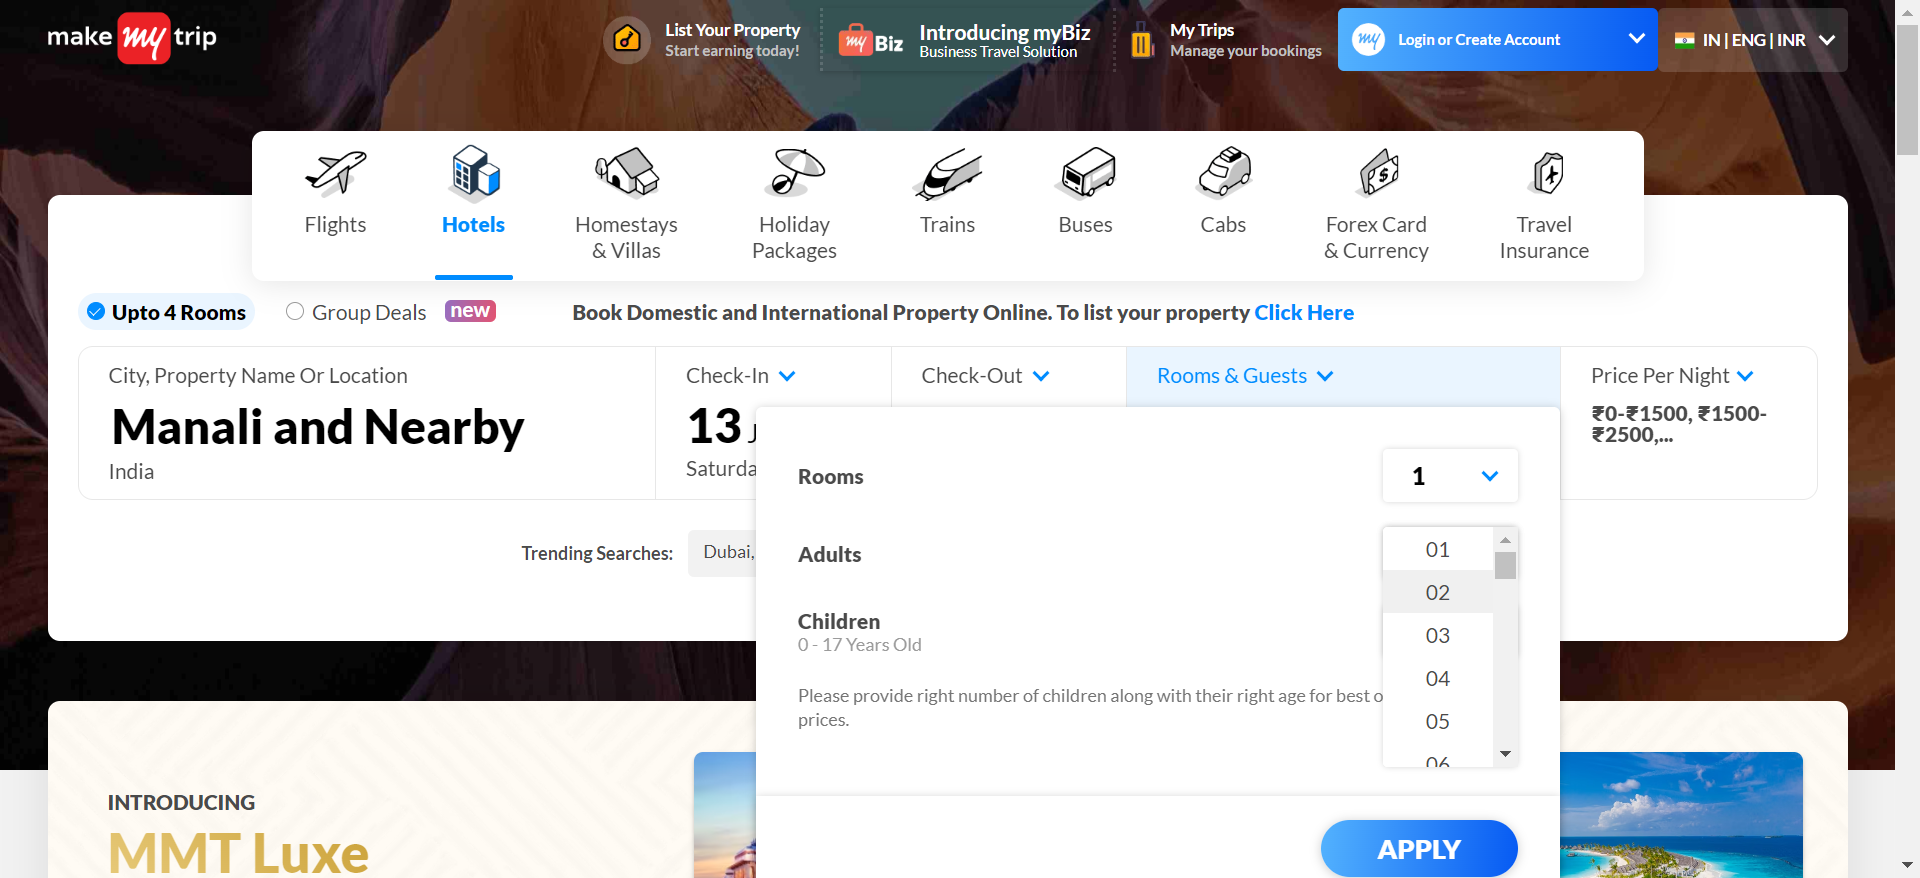 make my trip
List Your Property
Start earning today!
my Biz
Introducing myBiz
Business Travel Solution
My Trips
Manage your bookings
my
Login or Create Account
IN | ENG | INR
Flights
Hotels
Homestays
& Villas
Holiday
Packages
Trains
Buses
Cabs
Forex Card
& Currency
Travel
Insurance
Upto 4 Rooms
Group Deals
new
Book Domestic and International Property Online. To list your property Click Here
City, Property Name Or Location
Manali and Nearby
India
Check-In
13
Check-Out
Rooms & Guests
Price Per Night
₹0-₹1500, ₹1500-
₹2500,...
Rooms
1
Adults
01
02
03
04
05
06
Children
0 - 17 Years Old
Please provide right number of children along with their right age for best
prices.
APPLY
Trending Searches:
Dubai,
INTRODUCING
MMT Luxe